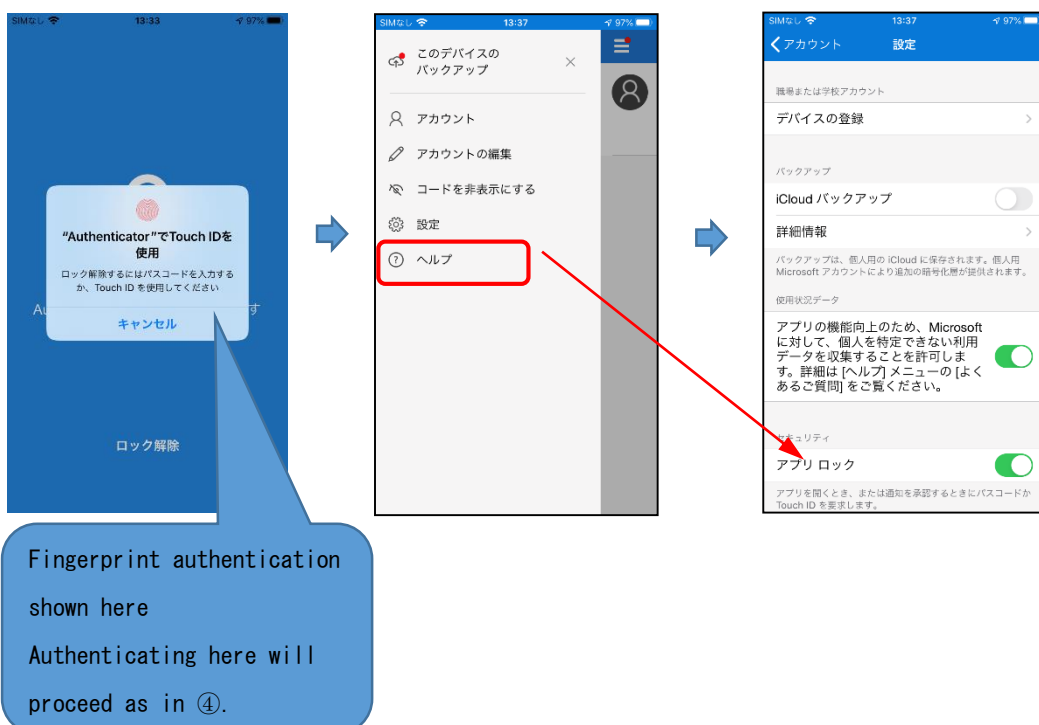 SIMなし 13:33 97%
"Authenticator"でTouch IDを
使用
ロック解除するにはパスコードを入力する
か、Touch ID を使用してください
キャンセル
Au
す
ロック解除
Fingerprint authentication
shown here
Authenticating here will
proceed as in ④.
SIMなし 13:37 97%
このデバイスの
バックアップ
アカウント
アカウントの編集
コードを非表示にする
設定
ヘルプ
SIMなし 13:37 97%
アカウント 設定
職場または学校アカウント
デバイスの登録
バックアップ
iCloud バックアップ
詳細情報
バックアップは、個人用の iCloud に保存されます。個人用
Microsoft アカウントにより追加の暗号化層が提供されます。
使用状況データ
アプリの機能向上のため、Microsoft
に対して、個人を特定できない利用
データを収集することを許可しま
す。詳細は [ヘルプ] メニューの [よく
あるご質問] をご覧ください。
セキュリティ
アプリ ロック
アプリを開くとき、または通知を承認するときにパスコードか
Touch ID を要求します。